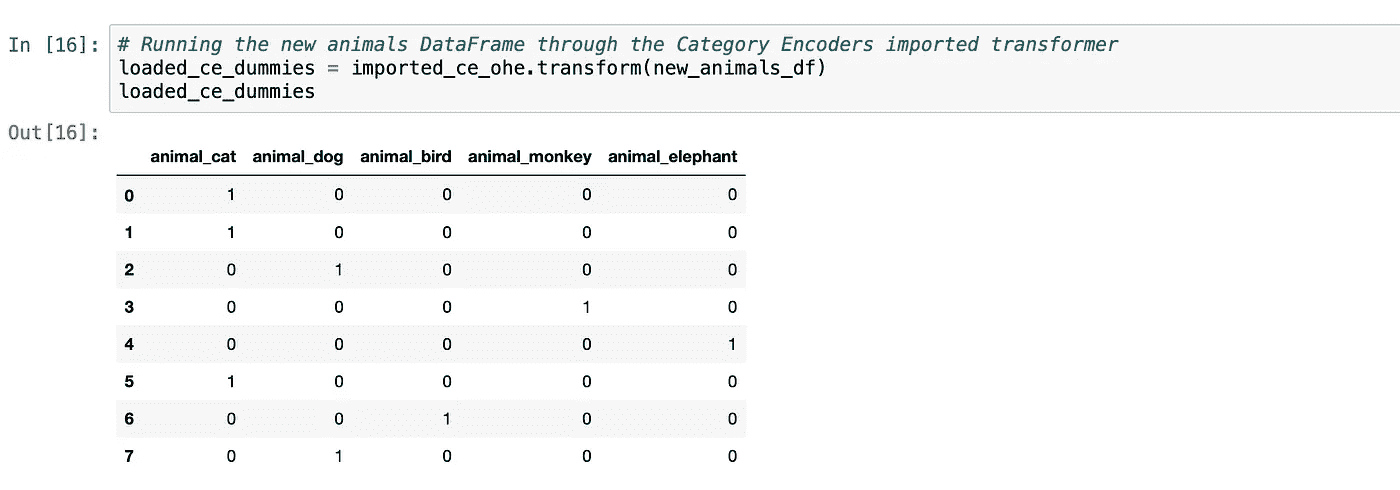 In [16]: # Running the new animals DataFrame through the Category Encoders imported transformer
loaded_ce_dummies = imported_ce_ohe.transform(new_animals_df)
loaded_ce_dummies
Out[16]:
animal_cat animal_dog animal_bird animal_monkey animal_elephant
0 1 0 0 0 0
1 1 0 0 0 0
2 0 1 0 0 0
3 0 0 0 1 0
4 0 0 0 0 1
5 1 0 0 0 0
6 0 0 1 0 0
7 0 1 0 0 0